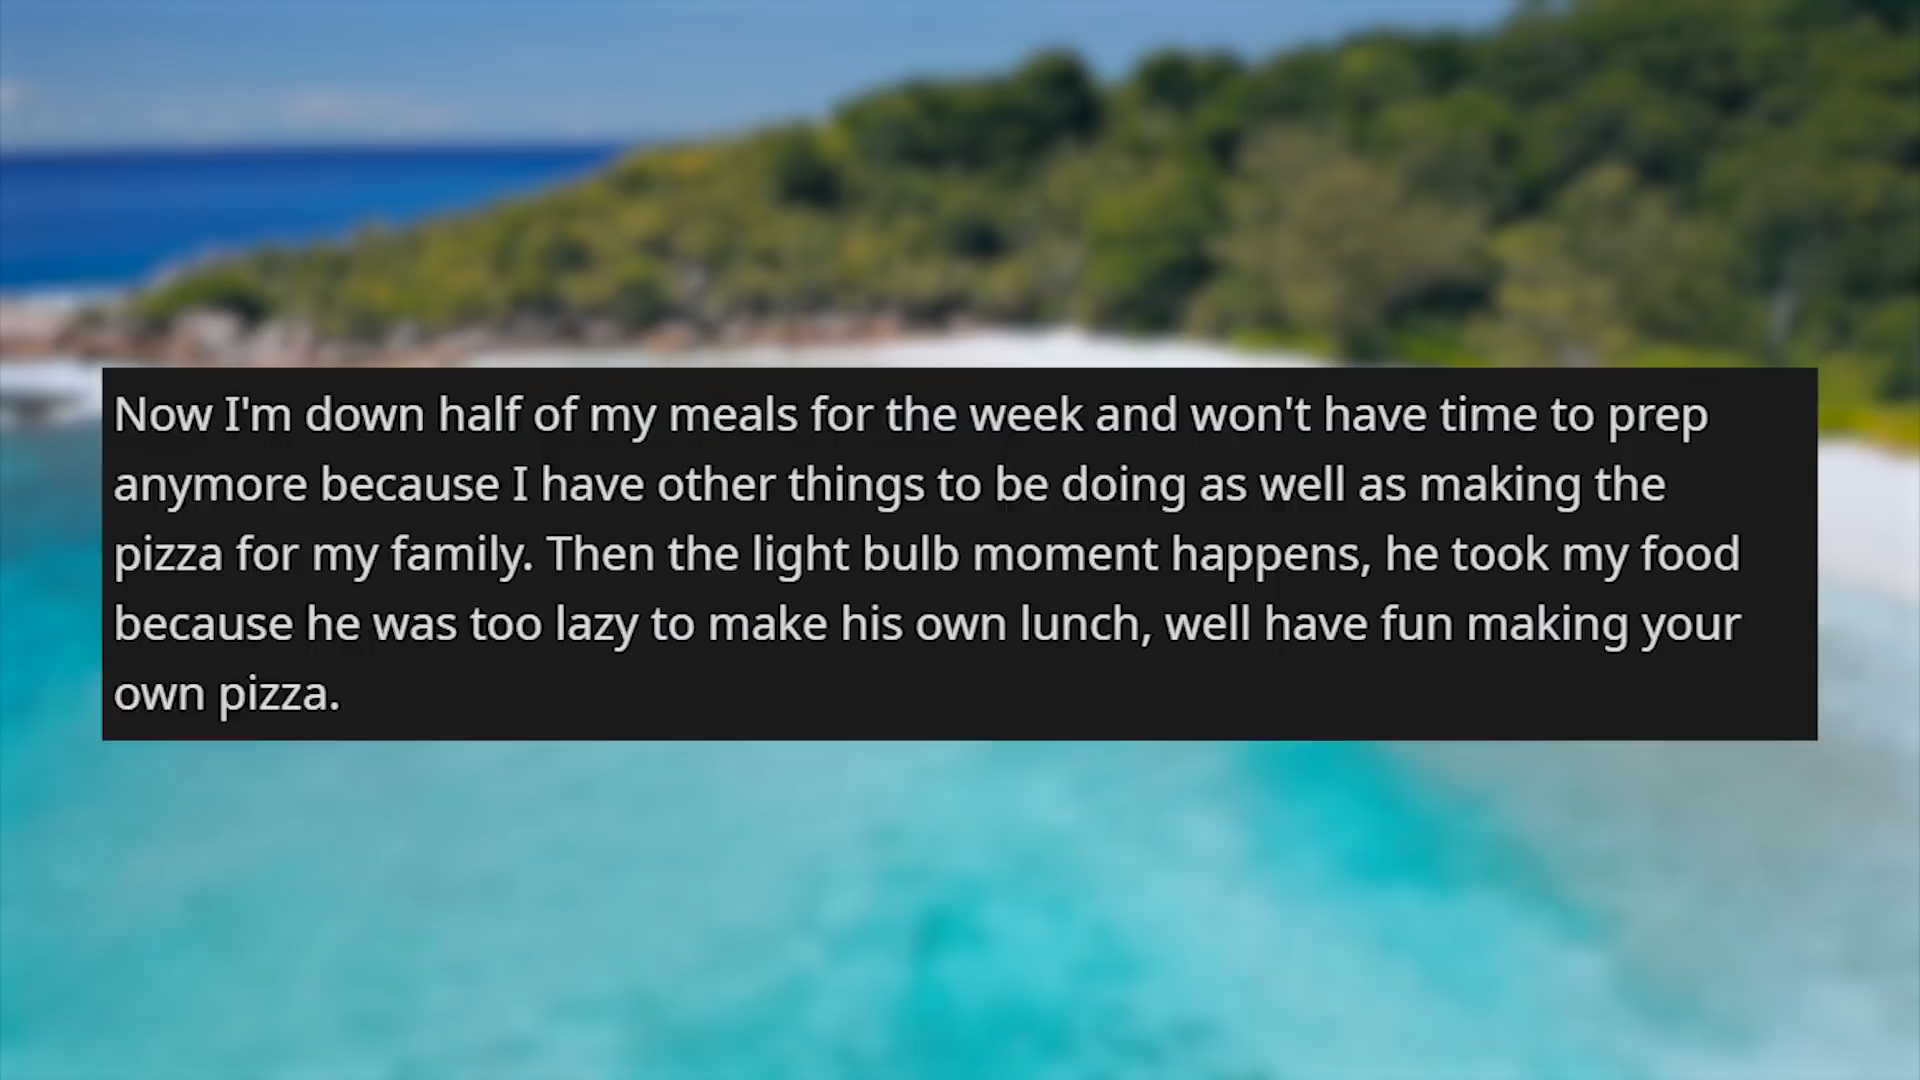 Now I'm down half of my meals for the week and won't have time to prep
anymore because I have other things to be doing as well as making the
pizza for my family. Then the light bulb moment happens, he took my food
because he was too lazy to make his own lunch, well have fun making your
own pizza.